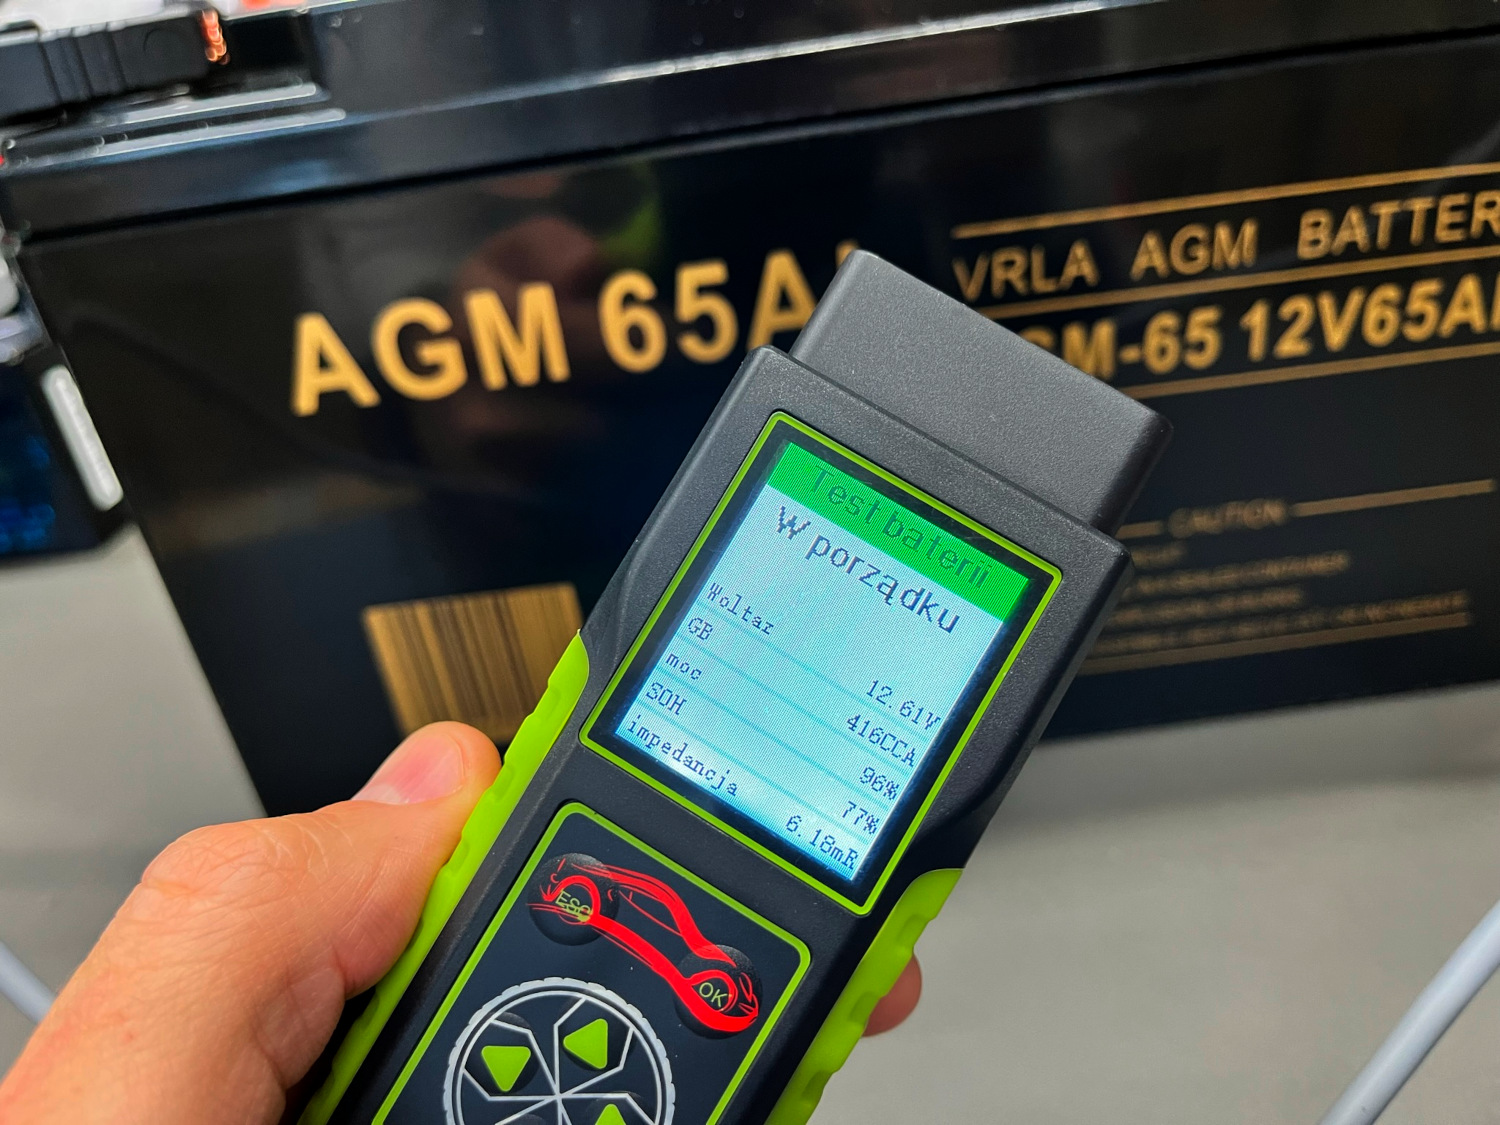 AGM 65A
VRLA AGM BATTER
GM-65 12V65A
CAUTION
Test baterii
W porządku
Woltaz
12.61V
GB
416CCA
moc
96%
SOH
77%
impedancja
6.18mR
ESC
OK